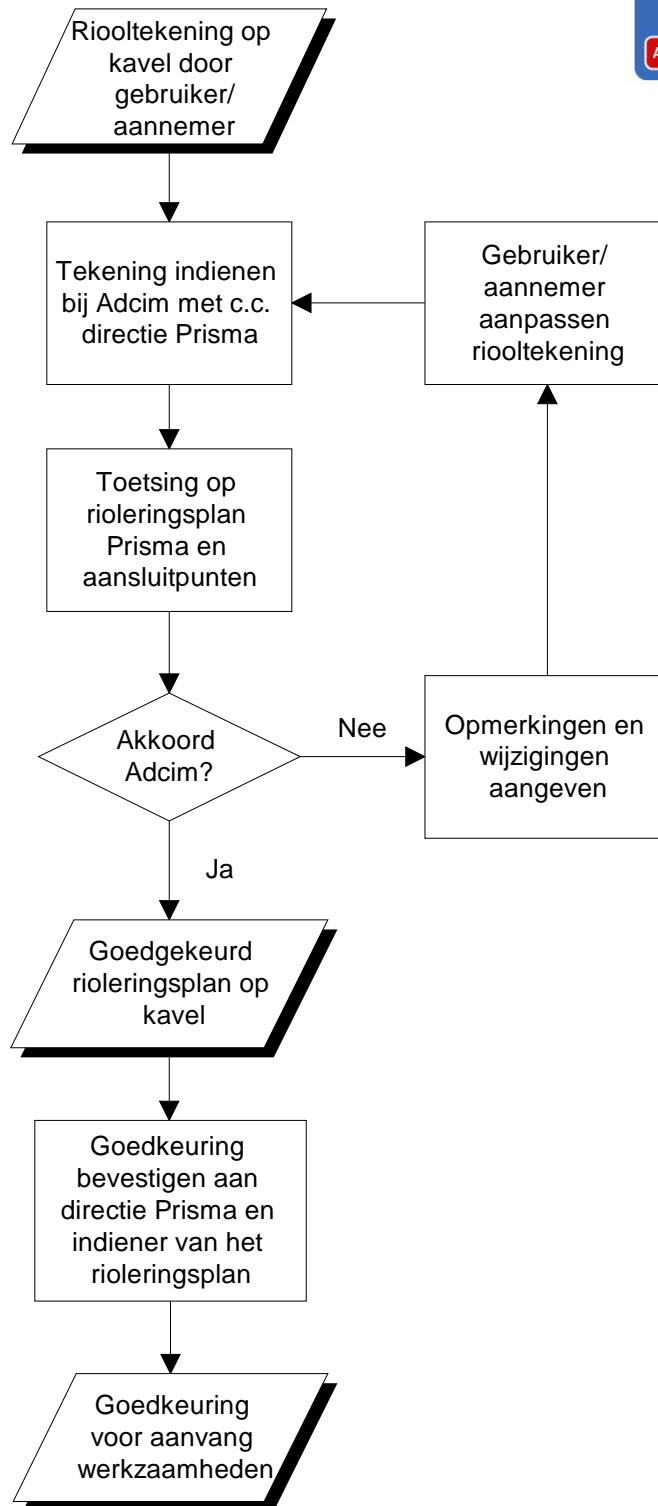 Riooltekening op
kavel door
gebruiker/
aannemer
Tekening indienen
bij Adcim met c.c.
directie Prisma
Gebruiker/
aannemer
aanpassen
riooltekening
Toetsing op
rioleringsplan
Prisma en
aansluitpunten
Akkoord
Adcim?
Nee
Opmerkingen en
wijzigingen
aangeven
Ja
Goedgekeurd
rioleringsplan op
kavel
Goedkeuring
bevestigen aan
directie Prisma en
indiener van het
rioleringsplan
Goedkeuring
voor aanvang
werkzaamheden